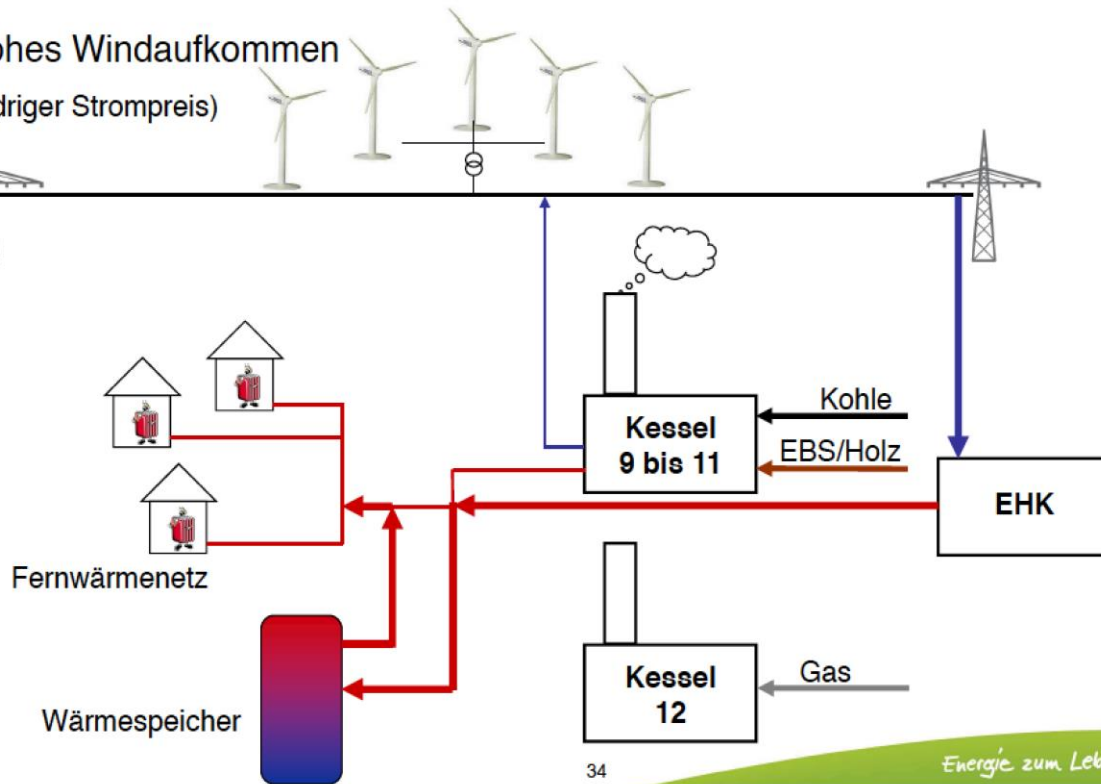 ohes Windaufkommen
driger Strompreis)
Kohle
Kessel
9 bis 11
EBS/Holz
EHK
Fernwärmenetz
Kessel
12
Gas
Wärmespeicher
34
Energie zum Leb